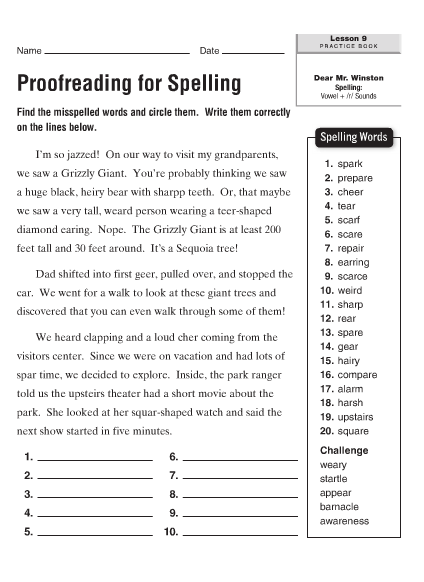 Name Date
Lesson 9
PRACTICE BOOK
Dear Mr. Winston
Spelling:
Vowel + /r/ Sounds
Proofreading for Spelling
Find the misspelled words and circle them. Write them correctly
on the lines below.
I'm so jazzed! On our way to visit my grandparents,
we saw a Grizzly Giant. You're probably thinking we saw
a huge black, heiry bear with sharpp teeth. Or, that maybe
we saw a very tall, weard person wearing a teer-shaped
diamond earing. Nope. The Grizzly Giant is at least 200
feet tall and 30 feet around. It's a Sequoia tree!
Dad shifted into first geer, pulled over, and stopped the
car. We went for a walk to look at these giant trees and
discovered that you can even walk through some of them!
We heard clapping and a loud cher coming from the
visitors center. Since we were on vacation and had lots of
spar time, we decided to explore. Inside, the park ranger
told us the upsteirs theater had a short movie about the
park. She looked at her squar-shaped watch and said the
next show started in five minutes.
1. 6.
2. 7.
3. 8.
4. 9.
5. 10.
Spelling Words
1. spark
2. prepare
3. cheer
4. tear
5. scarf
6. scare
7. repair
8. earring
9. scarce
10. weird
11. sharp
12. rear
13. spare
14. gear
15. hairy
16. compare
17. alarm
18. harsh
19. upstairs
20. square
Challenge
weary
startle
appear
barnacle
awareness